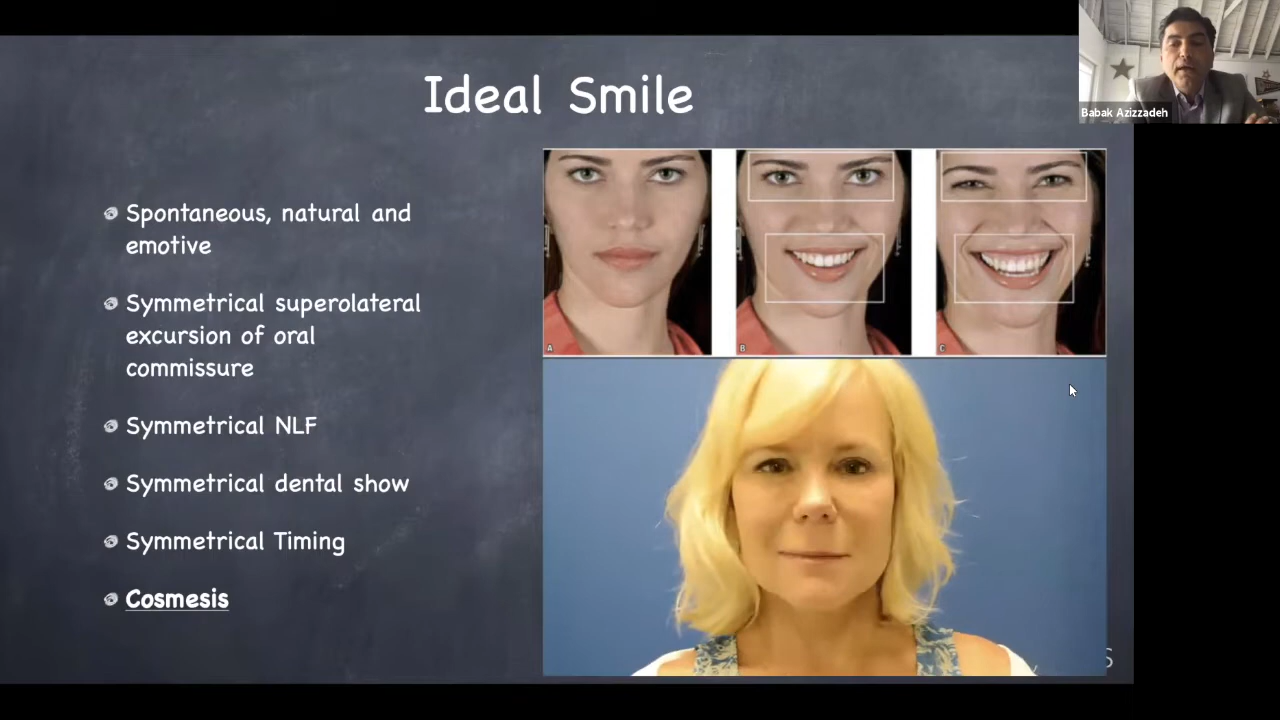 Ideal Smile
Babak Azizzadeh
Spontaneous, natural and
emotive
Symmetrical superolateral
excursion of oral
commissure
Symmetrical NLF
Symmetrical dental show
Symmetrical Timing
Cosmesis
A
B
C
S